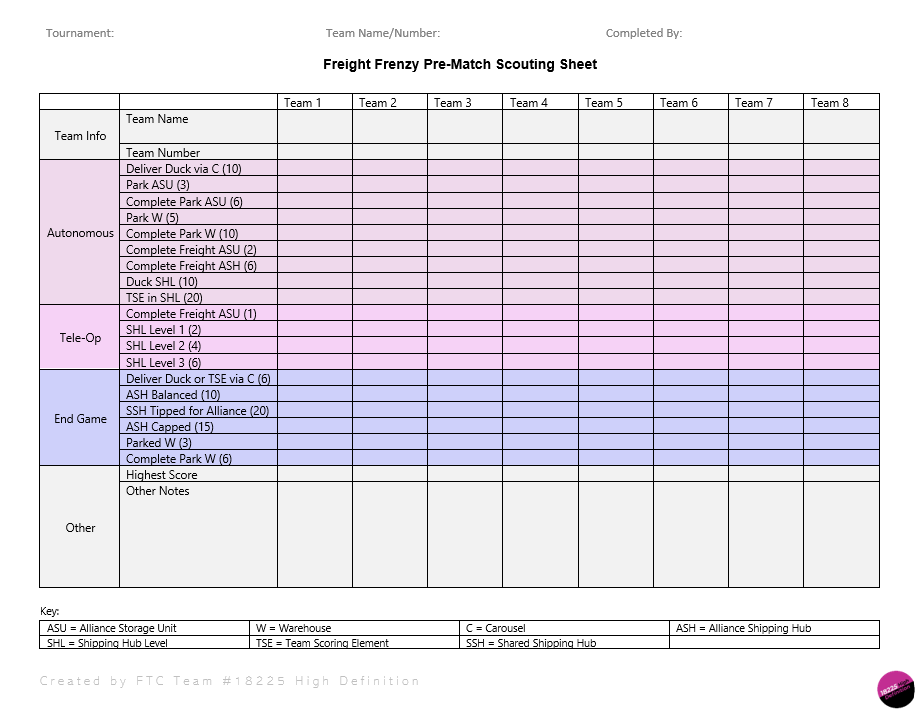 Tournament: Team Name/Number: Completed By:
Freight Frenzy Pre-Match Scouting Sheet
Team 1 Team 2 Team 3 Team 4 Team 5 Team 6 Team 7 Team 8
Team Info
Team Name
Team Number
Autonomous
Deliver Duck via C (10)
Park ASU (3)
Complete Park ASU (6)
Park W (5)
Complete Park W (10)
Complete Freight ASU (2)
Complete Freight ASH (6)
Duck SHL (10)
TSE in SHL (20)
Tele-Op
Complete Freight ASU (1)
SHL Level 1 (2)
SHL Level 2 (4)
SHL Level 3 (6)
End Game
Deliver Duck or TSE via C (6)
ASH Balanced (10)
SSH Tipped for Alliance (20)
ASH Capped (15)
Parked W (3)
Complete Park W (6)
Other
Highest Score
Other Notes
Key:
ASU = Alliance Storage Unit W = Warehouse C = Carousel ASH = Alliance Shipping Hub
SHL = Shipping Hub Level TSE = Team Scoring Element SSH = Shared Shipping Hub
Created by FTC Team #18225 High Definition
18225 High
Definition